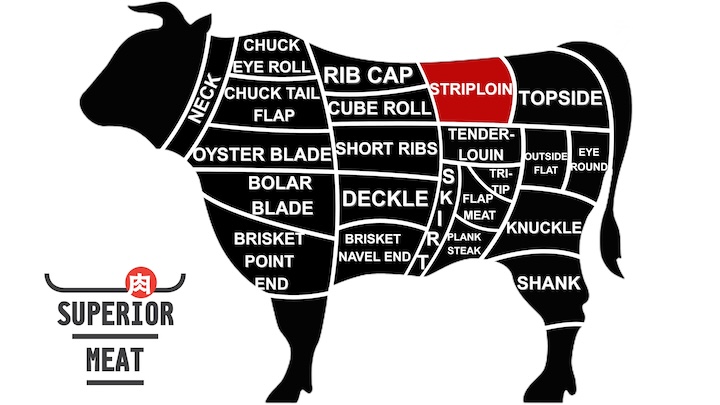 CHUCK
EYE ROLL
NECK
CHUCK TAIL
FLAP
OYSTER BLADE
BOLAR
BLADE
BRISKET
POINT
END
RIB CAP
CUBE ROLL
SHORT RIBS
DECKLE
BRISKET
NAVEL END
SKIRT
STRIPLOIN
TENDER-
LOUIN
TRI-
TIP
FLAP
MEAT
PLANK
STEAK
TOPSIDE
OUTSIDE
FLAT
EYE
ROUND
KNUCKLE
SHANK
肉
SUPERIOR
MEAT